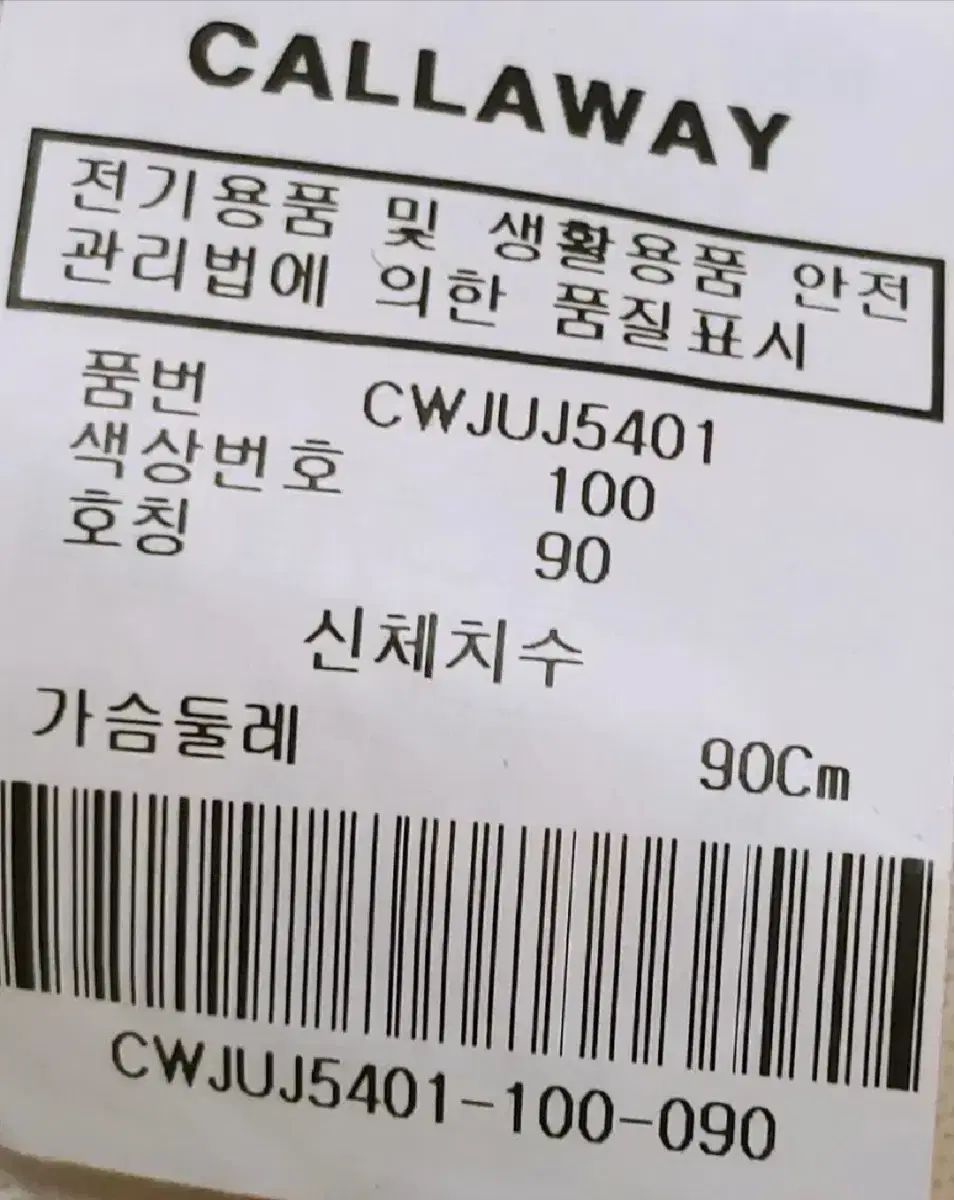 CALLAWAY
전기용품 및 생활용품 안전
관리법에 의한 품질표시
품번 CWJUJ5401
색상번호 100
호칭 90
신체치수
가슴둘레 90Cm
CWJUJ5401-100-090